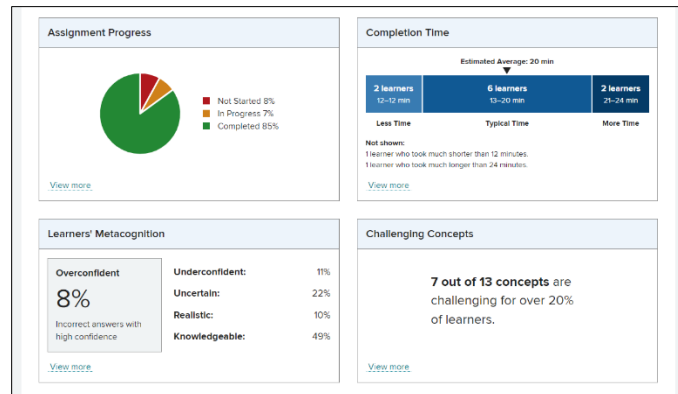 Assignment Progress
Not Started 8%
In Progress 7%
Completed 85%
View more
Completion Time
Estimated Average: 20 min
2 learners
12–12 min
6 learners
13–20 min
2 learners
21–24 min
Less Time
Typical Time
More Time
Not shown:
1 learner who took much shorter than 12 minutes.
1 learner who took much longer than 24 minutes.
View more
Learners' Metacognition
Overconfident
8%
Incorrect answers with
high confidence
Underconfident: 11%
Uncertain: 22%
Realistic: 10%
Knowledgeable: 49%
View more
Challenging Concepts
7 out of 13 concepts are
challenging for over 20%
of learners.
View more